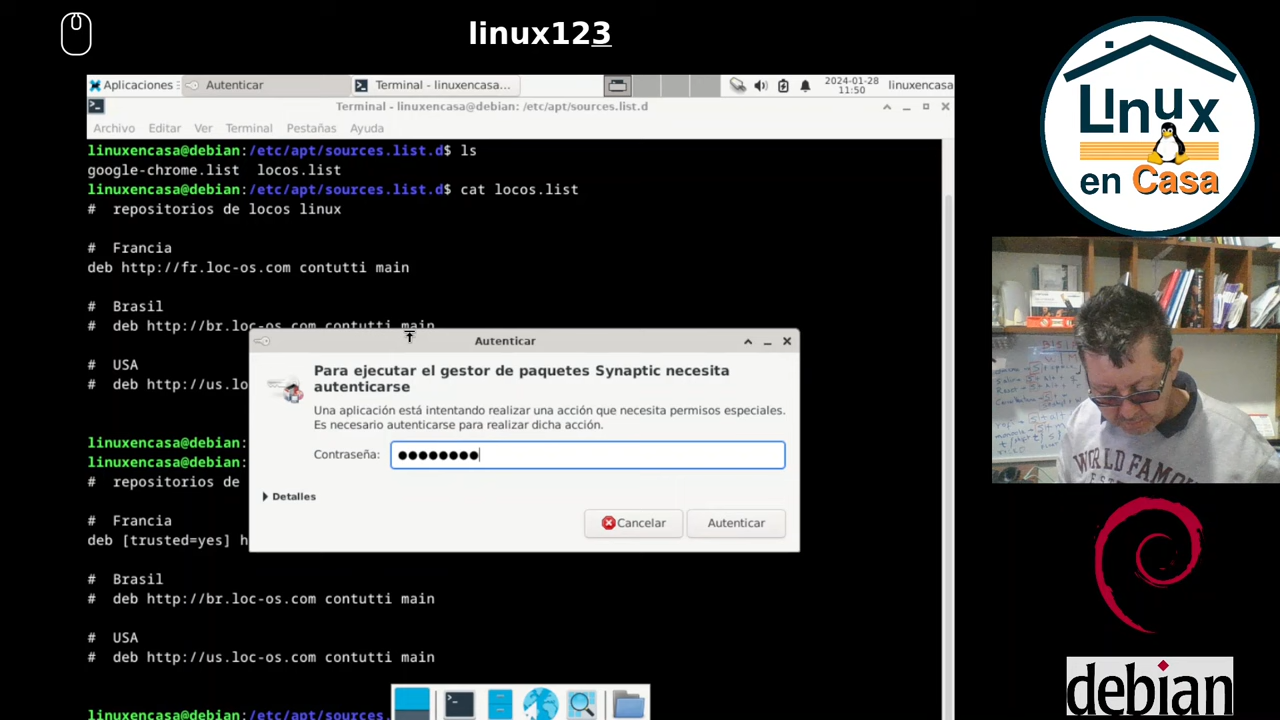 linux123
Aplicaciones
Autenticar
Terminal - linuxencasa...
2024-01-28
11:50
linuxencasa
Terminal - linuxencasa@debian: /etc/apt/sources.list.d
Archivo Editar Ver Terminal Pestañas Ayuda
linuxencasa@debian:/etc/apt/sources.list.d$ ls
google-chrome.list locos.list
linuxencasa@debian:/etc/apt/sources.list.d$ cat locos.list
# repositorios de locos linux
# Francia
deb http://fr.loc-os.com contutti main
# Brasil
# deb http://br.loc-os.com contutti main
# USA
# deb http://us.lo
linuxencasa@debian:
linuxencasa@debian:
# repositorios de
# Francia
deb [trusted=yes] h
# Brasil
# deb http://br.loc-os.com contutti main
# USA
# deb http://us.loc-os.com contutti main
linuxencasa@debian:/etc/apt/sources.
Autenticar
Para ejecutar el gestor de paquetes Synaptic necesita
autenticarse
Una aplicación está intentando realizar una acción que necesita permisos especiales.
Es necesario autenticarse para realizar dicha acción.
Contraseña: ●●●●●●●●
Detalles
Cancelar
Autenticar
Linux
en Casa
WORLD FAMOUS
debian